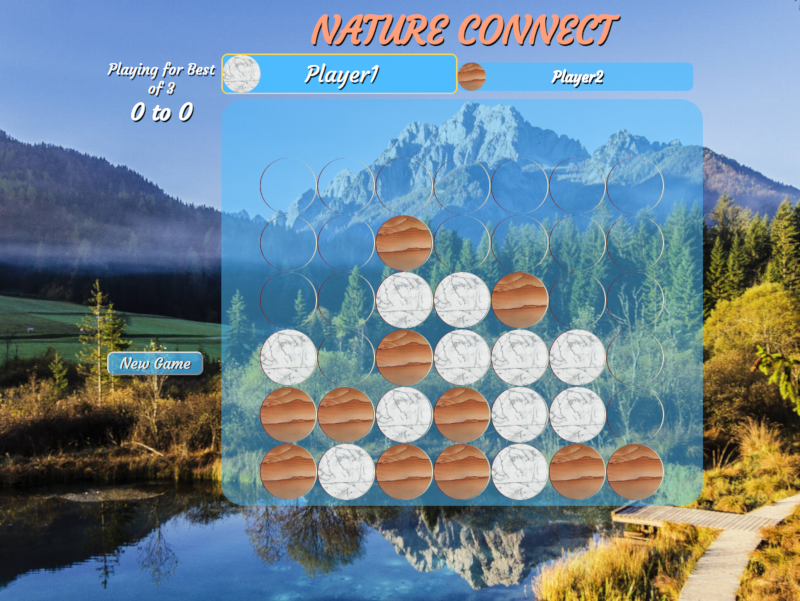 NATURE CONNECT
Playing for Best
of 3
0 to 0
Player1
Player2
New Game